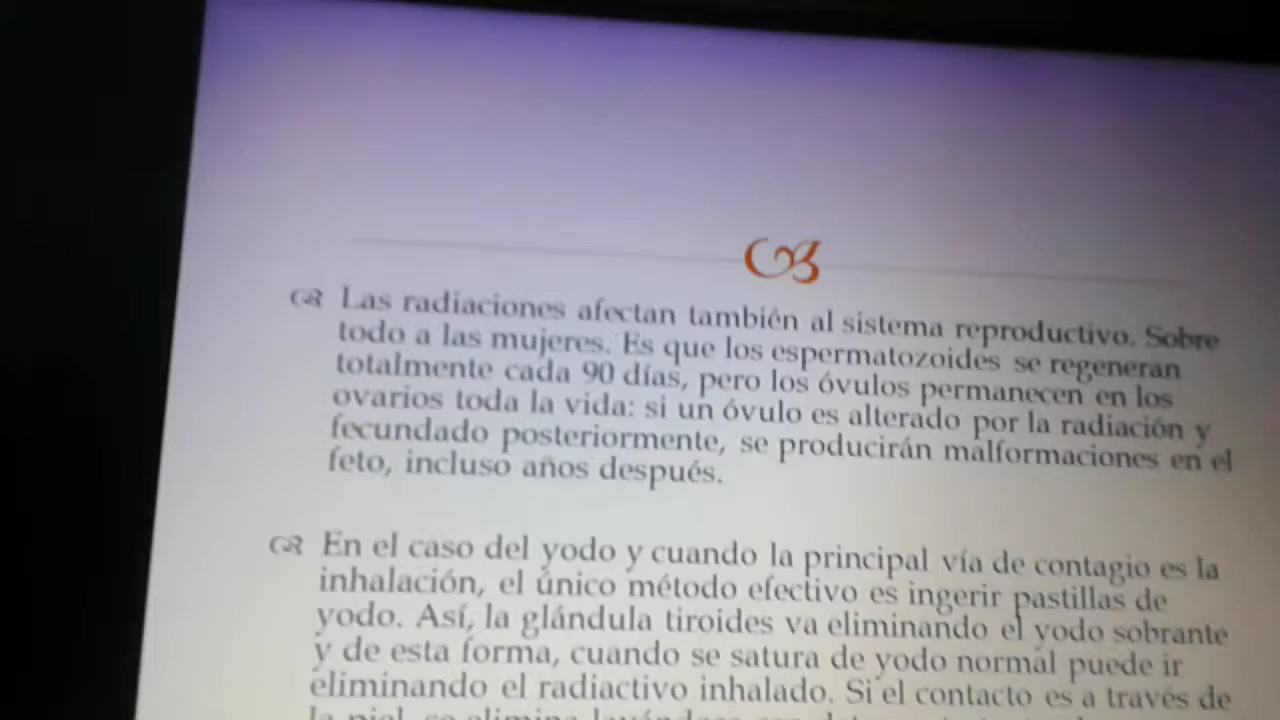 Las radiaciones afectan también al sistema reproductivo. Sobre
todo a las mujeres. Es que los espermatozoides se regeneran
totalmente cada 90 días, pero los óvulos permanecen en los
ovarios toda la vida: si un óvulo es alterado por la radiación y
fecundado posteriormente, se producirán malformaciones en el
feto, incluso años después.
En el caso del yodo y cuando la principal vía de contagio es la
inhalación, el único método efectivo es ingerir pastillas de
yodo. Así, la glándula tiroides va eliminando el yodo sobrante
y de esta forma, cuando se satura de yodo normal puede ir
eliminando el radiactivo inhalado. Si el contacto es a través de
la piel, se elimina